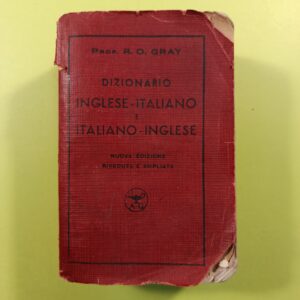 PROF. R. D. GRAY
DIZIONARIO
INGLESE-ITALIANO
E
ITALIANO-INGLESE
NUOVA EDIZIONE
RIVEDUTA E AMPLIATA